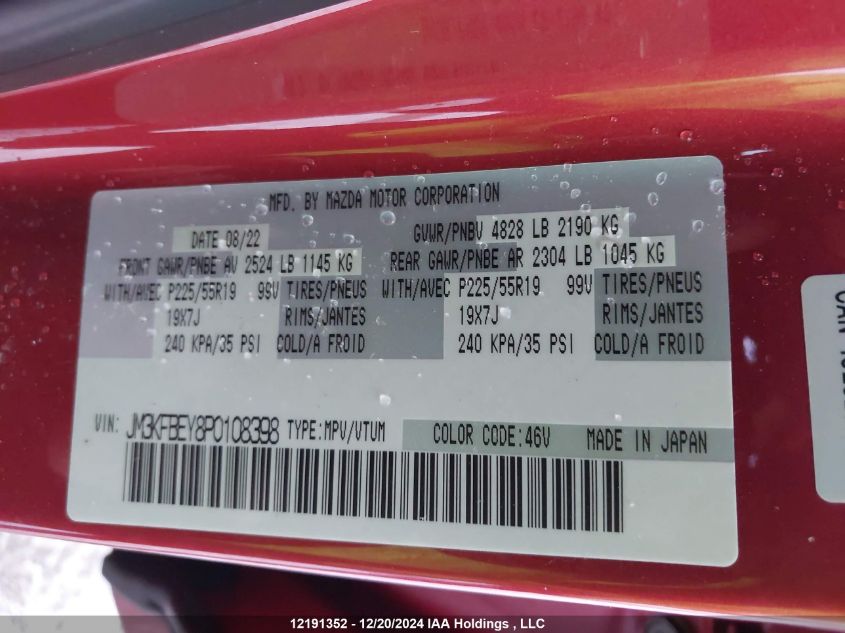 MFD. BY MAZDA MOTOR CORPORATION
DATE 08/22 GVWR/PNBV 4828 LB 2190 KG
FRONT GAWR/PNBE AV 2524 LB 1145 KG REAR GAWR/PNBE AR 2304 LB 1045 KG
WITH/AVEC P225/55R19 99V TIRES/PNEUS WITH/AVEC P225/55R19 99V TIRES/PNEUS
19X7J RIMS/JANTES 19X7J RIMS/JANTES
240 KPA/35 PSI COLD/A FROID 240 KPA/35 PSI COLD/A FROID
VIN: JM3KFBEY8P0108398 TYPE:MPV/VTUM COLOR CODE:46V MADE IN JAPAN
12191352 - 12/20/2024 IAA Holdings , LLC